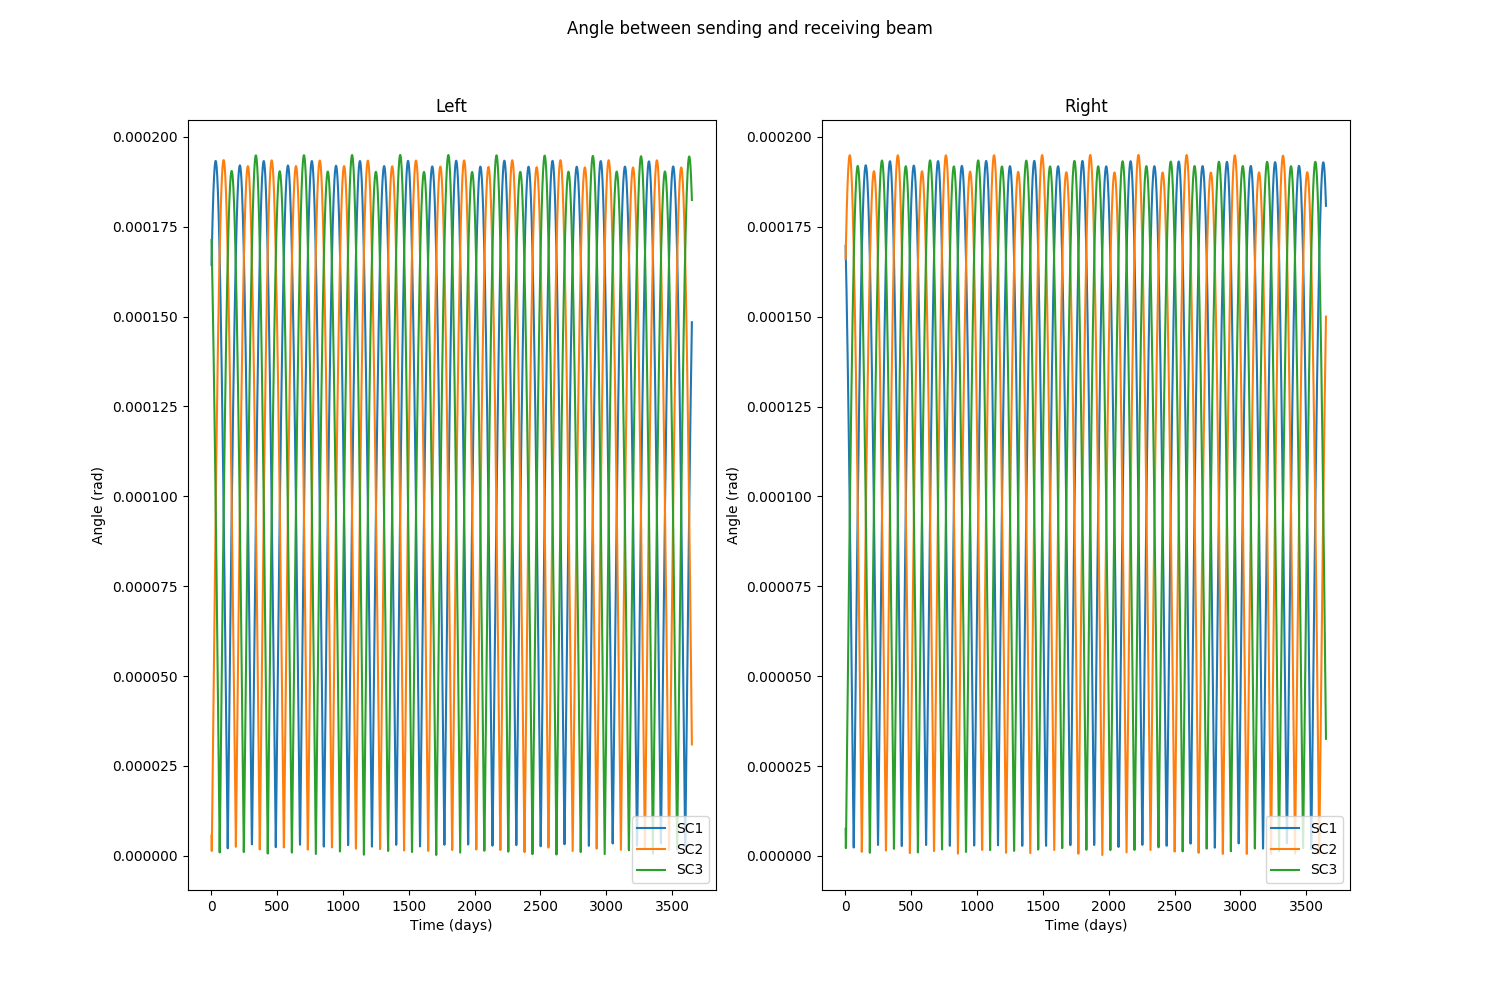 Angle between sending and receiving beam
Left
0.000200
0.000175
0.000150
0.000125
0.000100
0.000075
0.000050
0.000025
0.000000
Angle (rad)
0 500 1000 1500 2000 2500 3000 3500
Time (days)
SC1
SC2
SC3
Right
0.000200
0.000175
0.000150
0.000125
0.000100
0.000075
0.000050
0.000025
0.000000
Angle (rad)
0 500 1000 1500 2000 2500 3000 3500
Time (days)
SC1
SC2
SC3